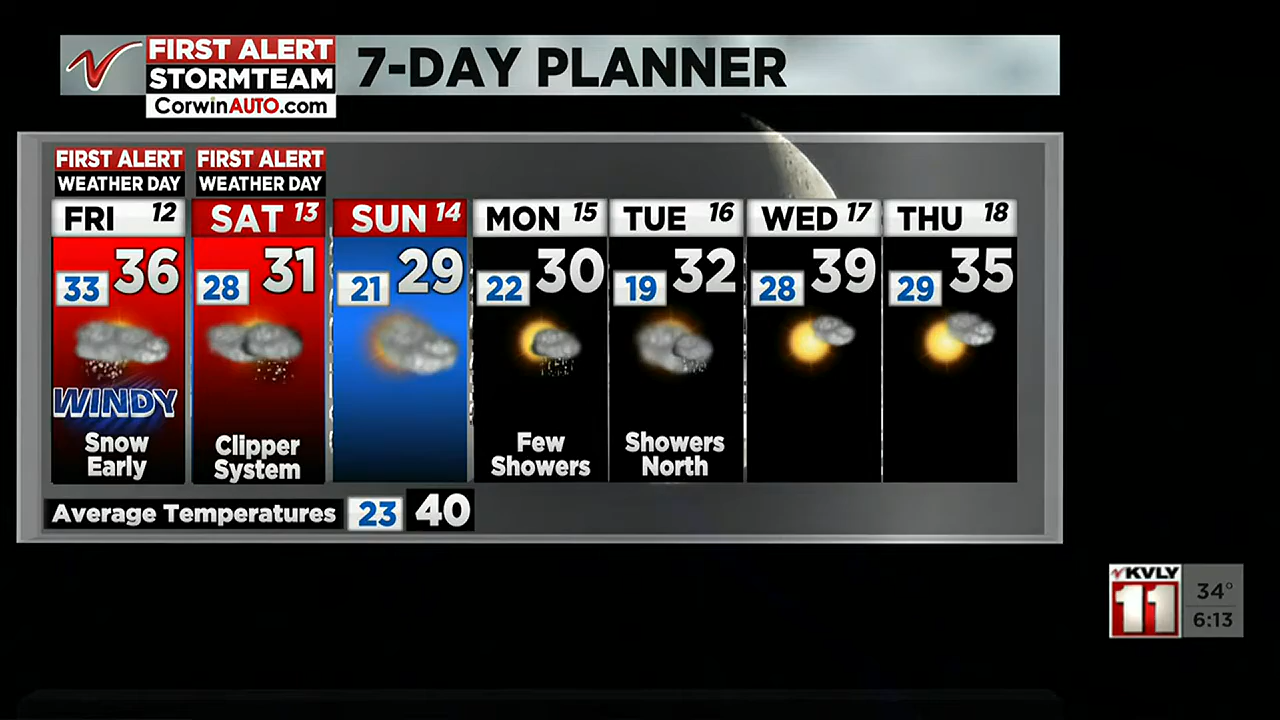 FIRST ALERT
STORMTEAM
CorwinAUTO.com
7-DAY PLANNER
FIRST ALERT
WEATHER DAY
FIRST ALERT
WEATHER DAY
FRI 12
SAT 13
SUN 14
MON 15
TUE 16
WED 17
THU 18
33 36
28 31
21 29
22 30
19 32
28 39
29 35
WINDY
Snow
Early
Clipper
System
Few
Showers
Showers
North
Average Temperatures 23 40
KVLY
11
34°
6:13